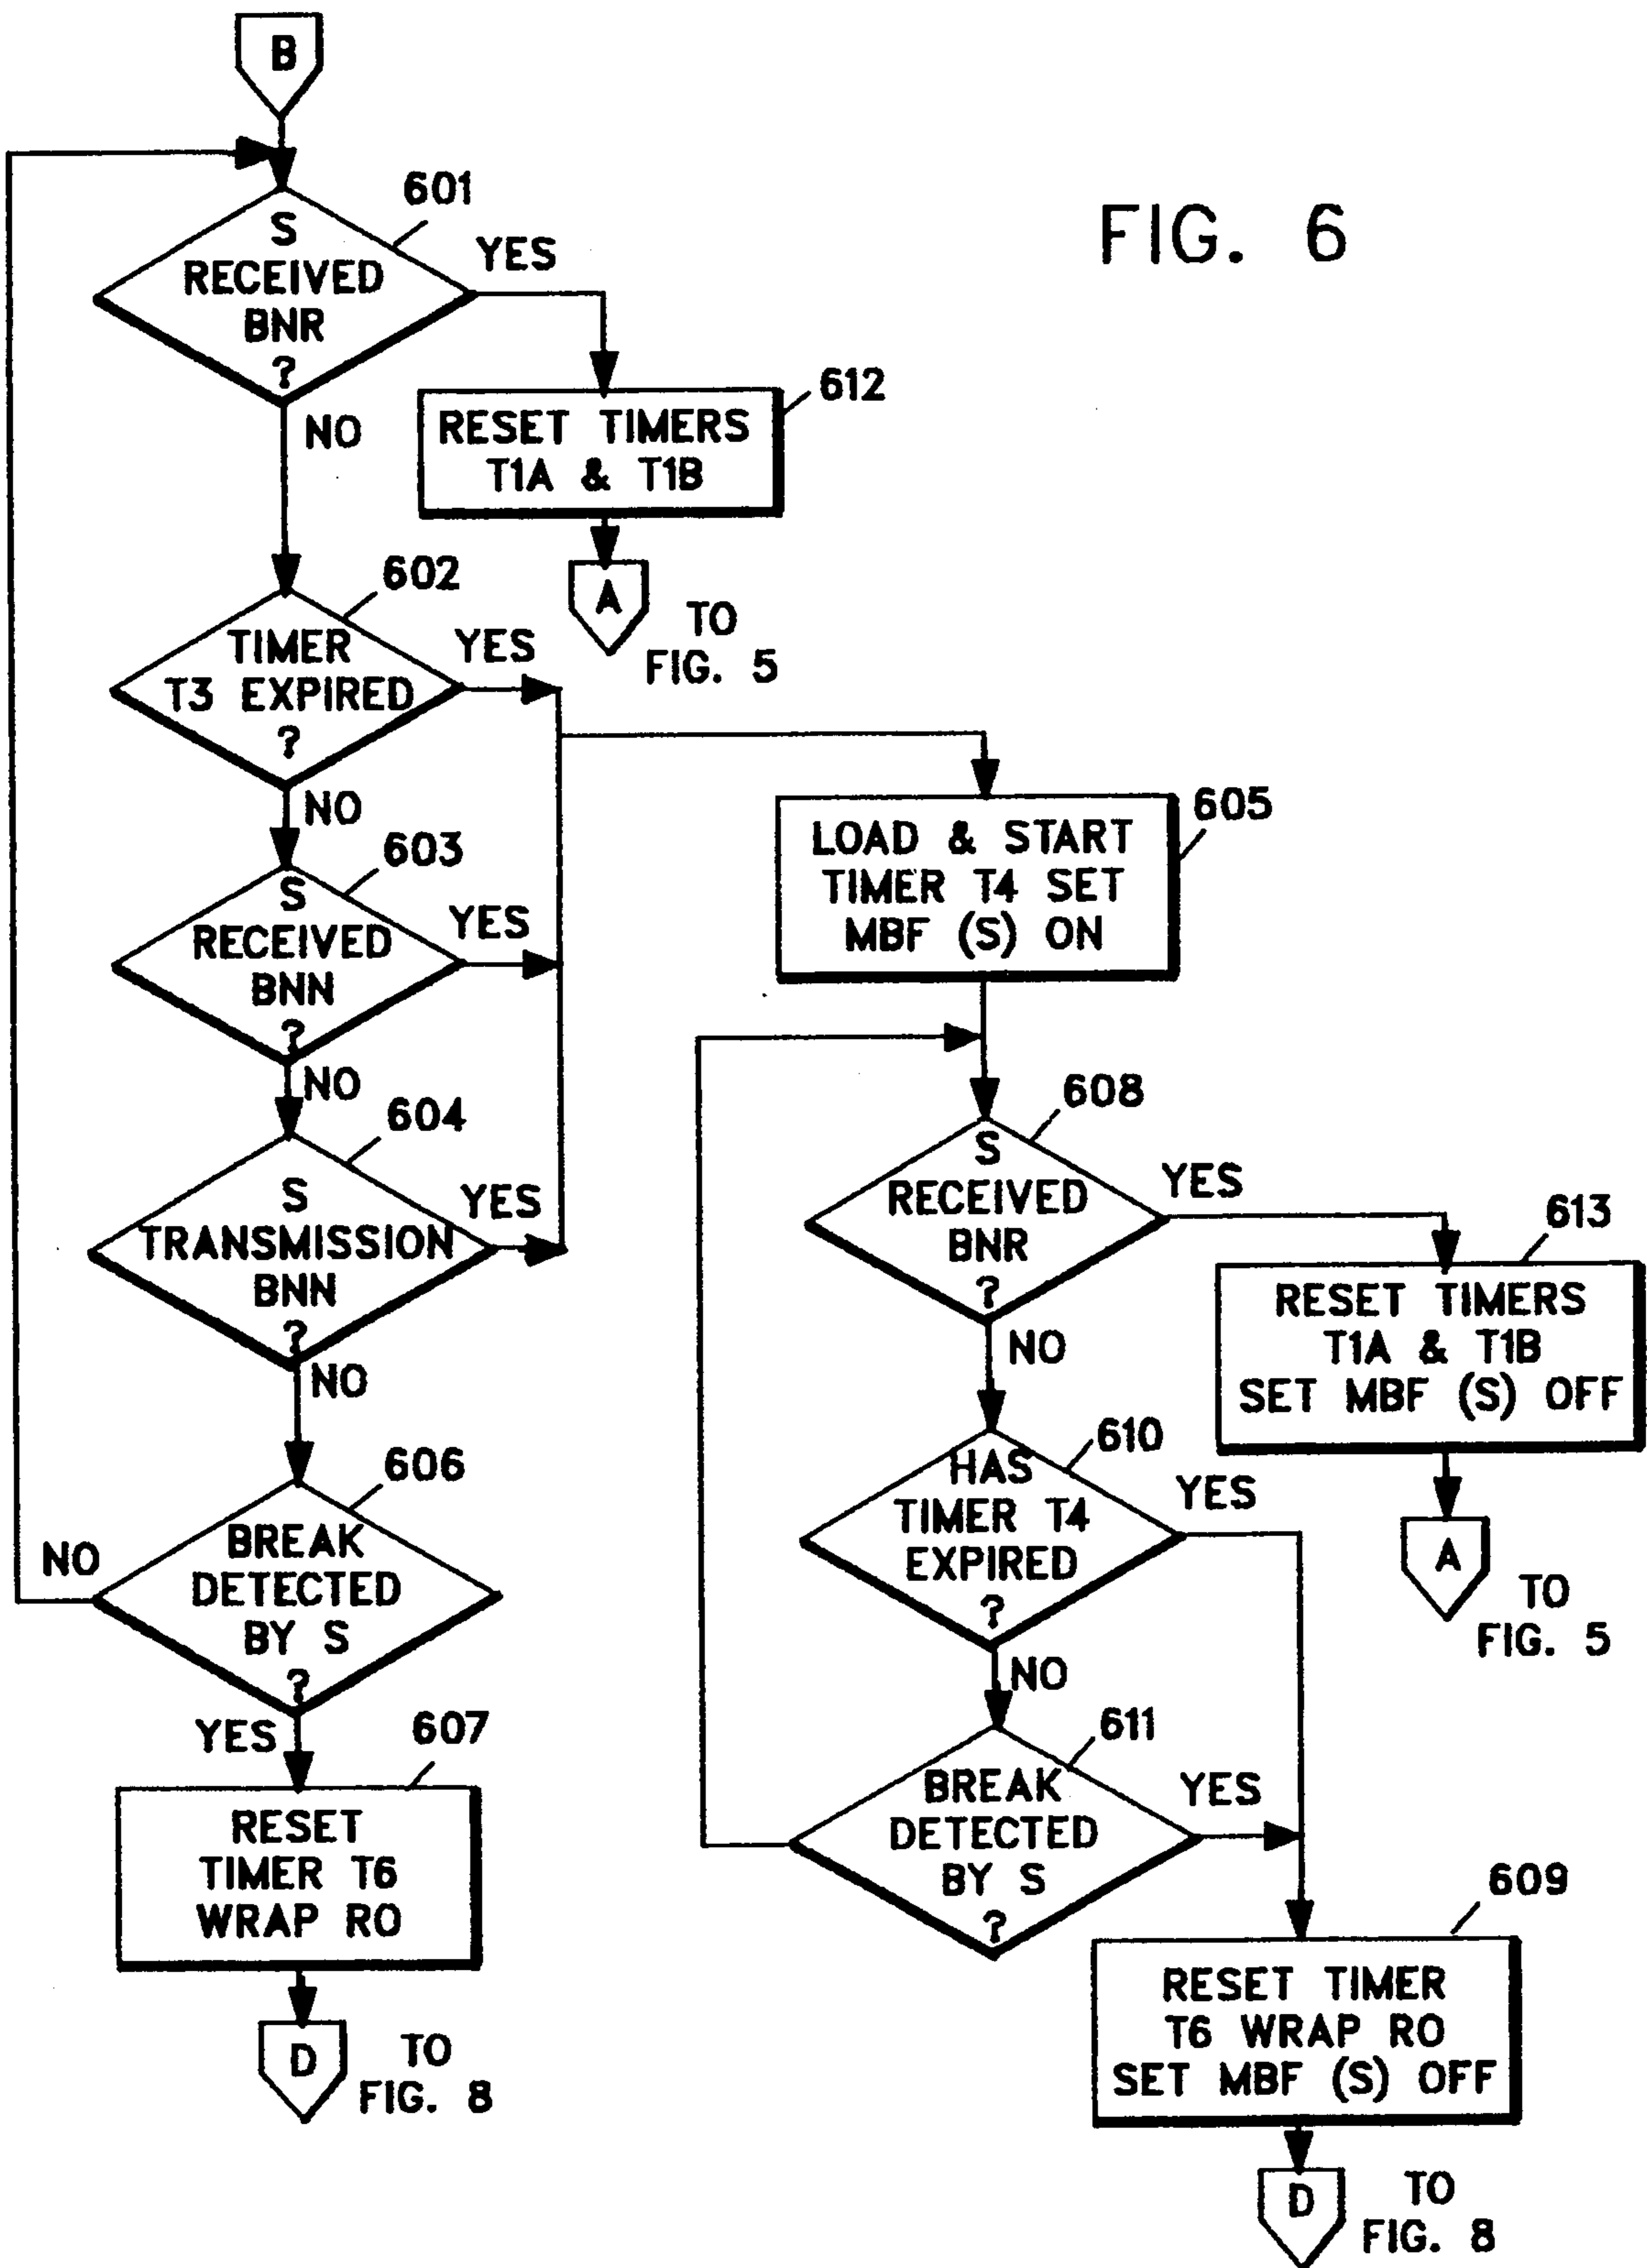 B
FIG. 6
601
S
RECEIVED
BNR
?
YES
NO
612
RESET TIMERS
T1A & T1B
A
TO
FIG. 5
602
TIMER
T3 EXPIRED
?
YES
NO
603
S
RECEIVED
BNN
?
YES
NO
604
S
TRANSMISSION
BNN
?
YES
NO
606
BREAK
DETECTED
BY S
?
NO
YES
607
RESET
TIMER T6
WRAP RO
D
TO
FIG. 8
605
LOAD & START
TIMER T4 SET
MBF (S) ON
608
S
RECEIVED
BNR
?
YES
NO
613
RESET TIMERS
T1A & T1B
SET MBF (S) OFF
A
TO
FIG. 5
610
HAS
TIMER T4
EXPIRED
?
YES
NO
611
BREAK
DETECTED
BY S
?
YES
609
RESET TIMER
T6 WRAP RO
SET MBF (S) OFF
D
TO
FIG. 8